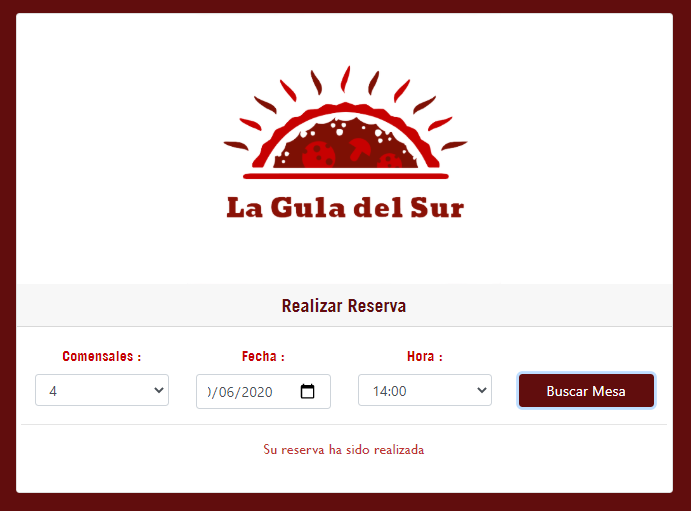 La Gula del Sur
Realizar Reserva
Comensales :
Fecha :
Hora :
4
/06/2020
14:00
Buscar Mesa
Su reserva ha sido realizada